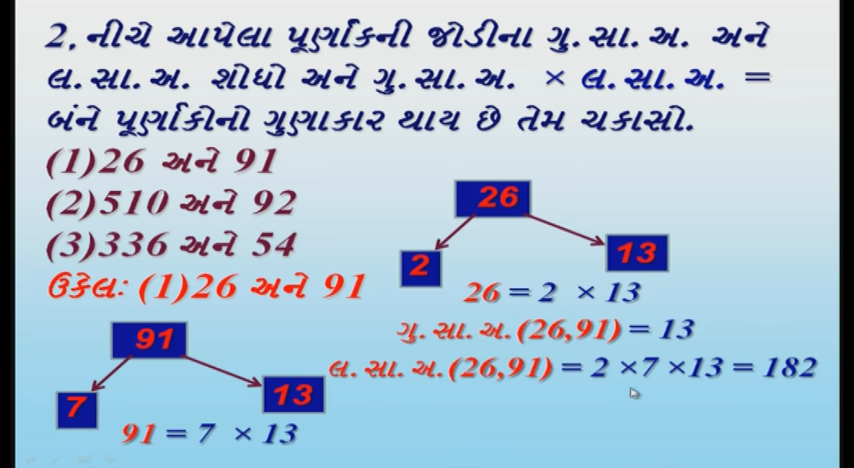 2, નીચે આપેલા પૂર્ણાંકની જોડીના ગુ. સા. અ. અને
લ. સા. અ. શોધો અને ગુ. સા. અ. × લ. સા. અ. =
બંને પૂર્ણાંકોનો ગુણાકાર થાય છે તેમ ચકાસો.
(1)26 અને 91
(2)510 અને 92
(3)336 અને 54
ઉકેલ: (1)26 અને 91
26
2
13
26 = 2 × 13
ગુ. સા. અ. (26,91) = 13
લ. સા. અ. (26,91) = 2 ×7 ×13 = 182
91
7
13
91 = 7 × 13